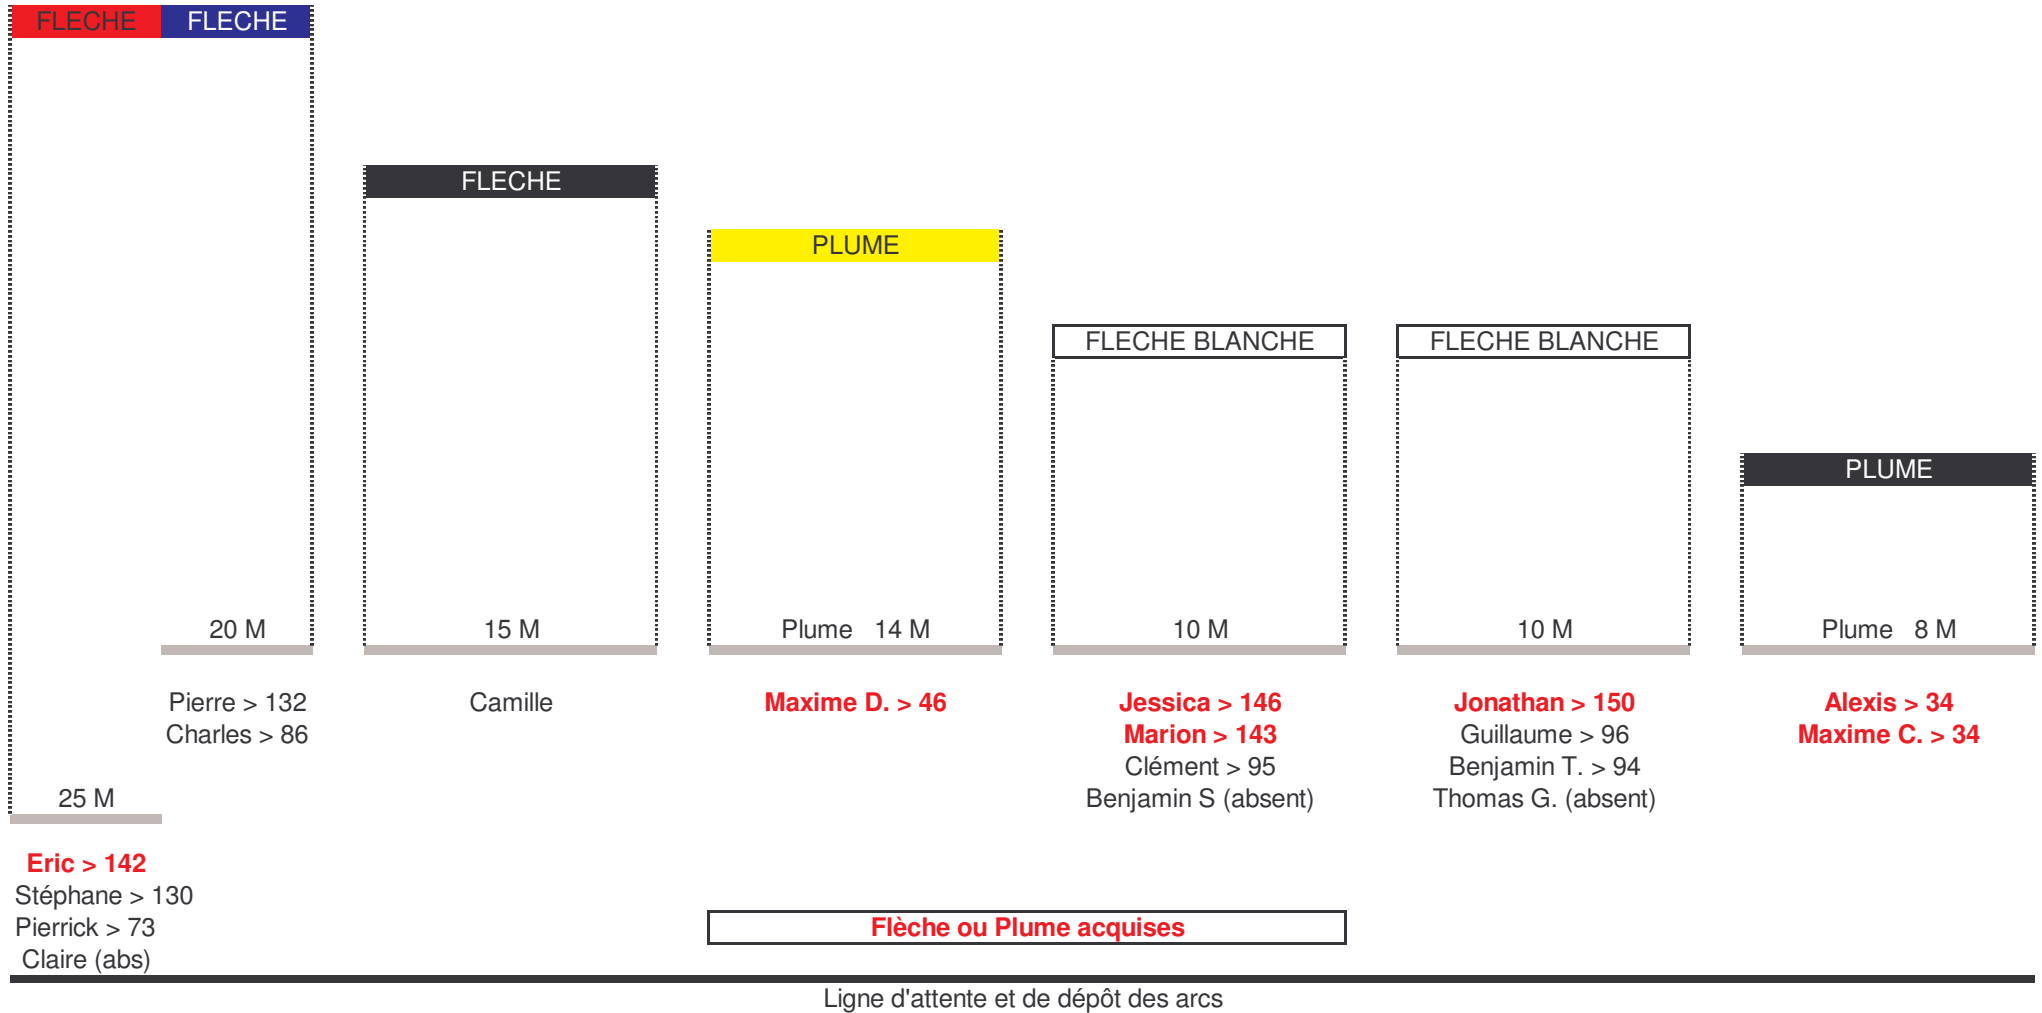 FLECHE FLECHE
FLECHE
PLUME
FLECHE BLANCHE FLECHE BLANCHE
PLUME
20 M 15 M Plume 14 M 10 M 10 M Plume 8 M
Pierre > 132 Camille Maxime D. > 46 Jessica > 146 Jonathan > 150 Alexis > 34
Charles > 86 Marion > 143 Guillaume > 96 Maxime C. > 34
Clément > 95 Benjamin T. > 94
25 M Benjamin S (absent) Thomas G. (absent)
Eric > 142
Stéphane > 130
Pierrick > 73 Flèche ou Plume acquises
Claire (abs)
Ligne d'attente et de dépôt des arcs